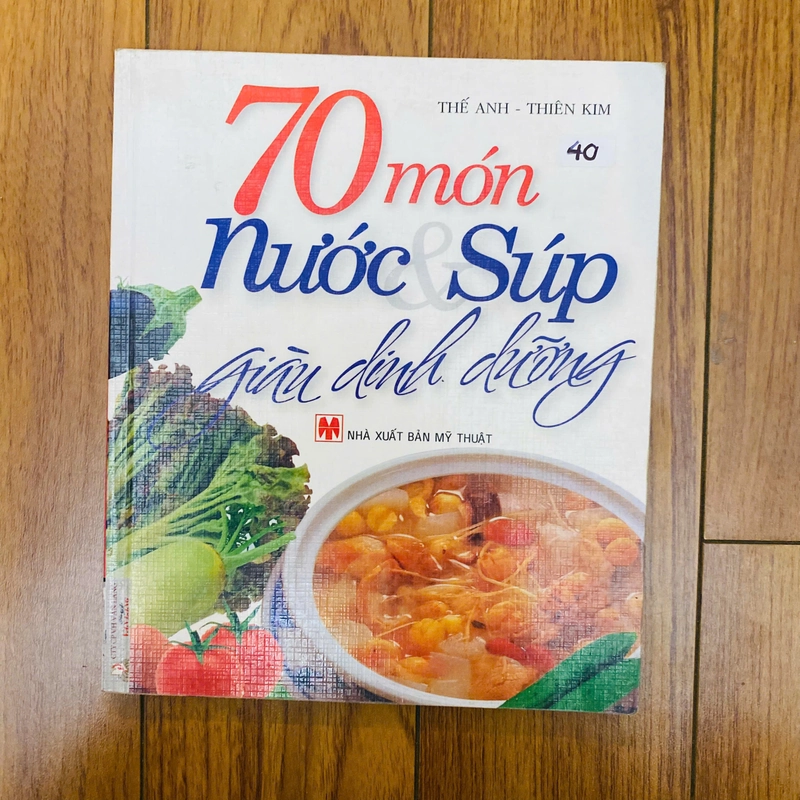 THẾ ANH - THIÊN KIM
40
70 món
nước & Súp
giàu dinh dưỡng
NHÀ XUẤT BẢN MỸ THUẬT